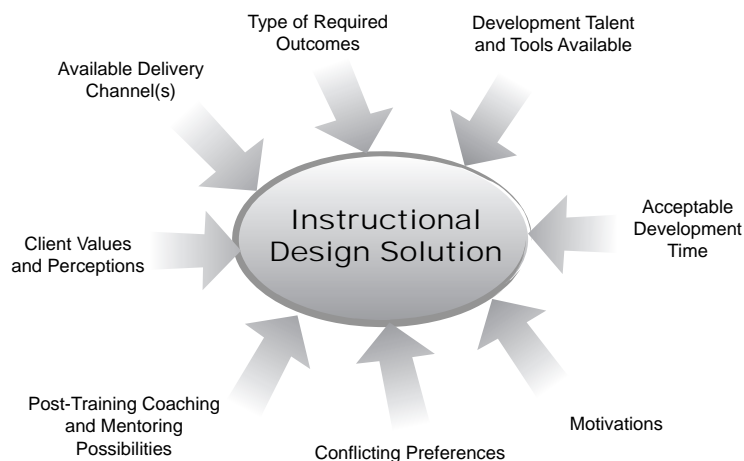 Type of Required
Outcomes
Development Talent
and Tools Available
Available Delivery
Channel(s)
Instructional
Design Solution
Acceptable
Development
Time
Client Values
and Perceptions
Post-Training Coaching
and Mentoring
Possibilities
Conflicting Preferences
Motivations